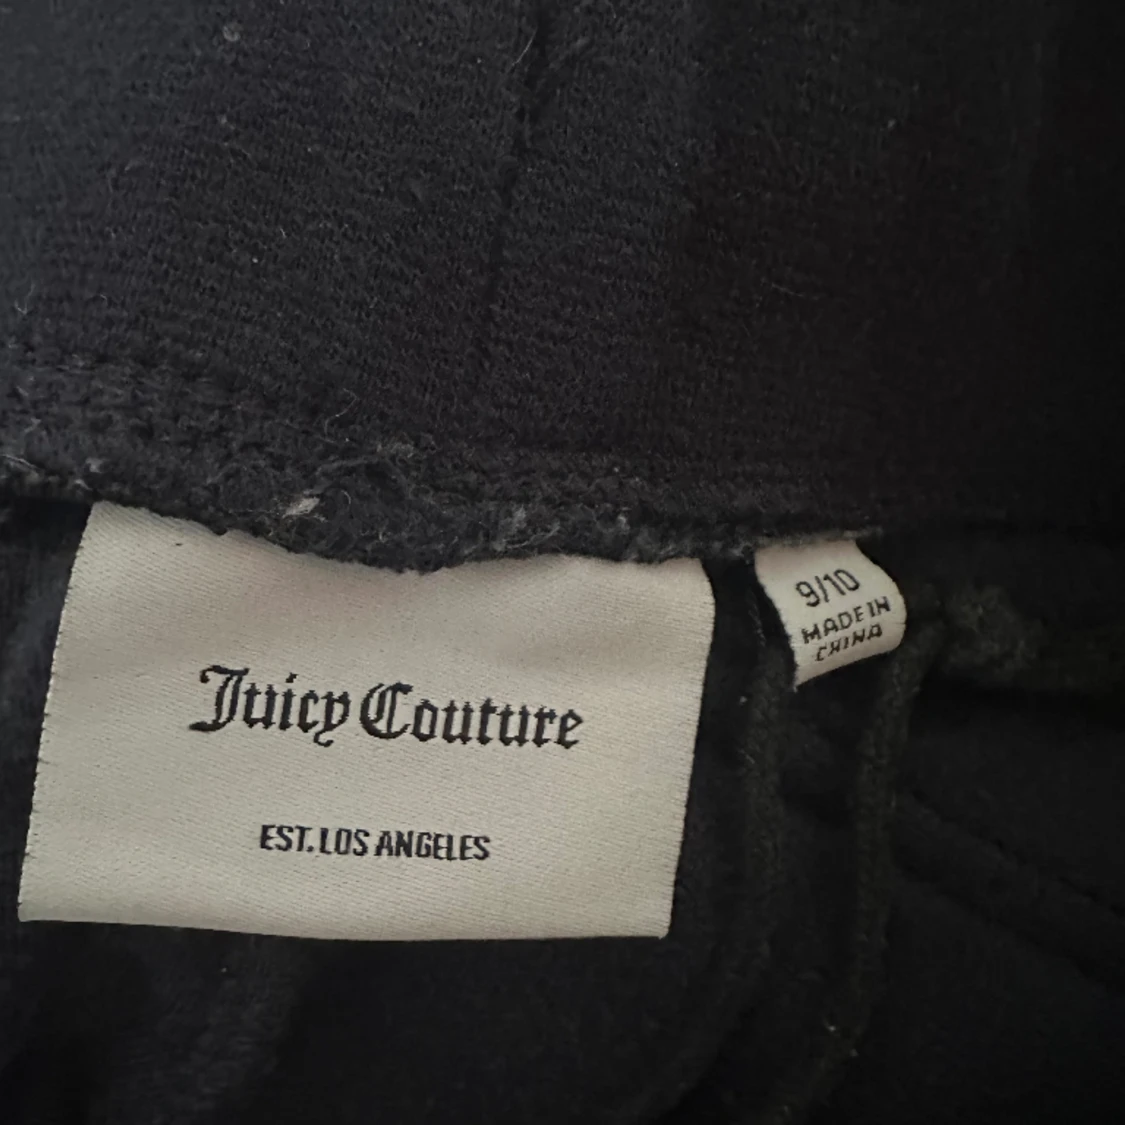 Juicy Couture
EST. LOS ANGELES
9/10
MADE IN
CHINA